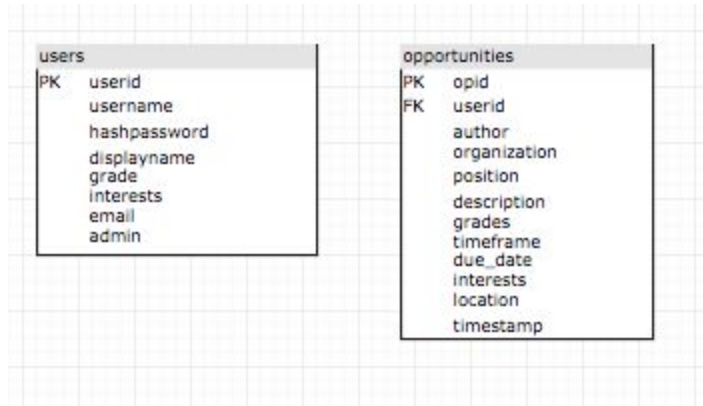 users
PK userid
username
hashpassword
displayname
grade
interests
email
admin
opportunities
PK opid
FK userid
author
organization
position
description
grades
timeframe
due_date
interests
location
timestamp